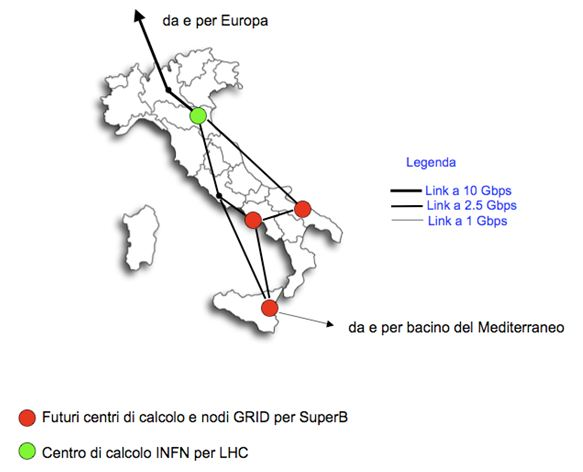 da e per Europa
Legenda
Link a 10 Gbps
Link a 2.5 Gbps
Link a 1 Gbps
da e per bacino del Mediterraneo
Futuri centri di calcolo e nodi GRID per SuperB
Centro di calcolo INFN per LHC